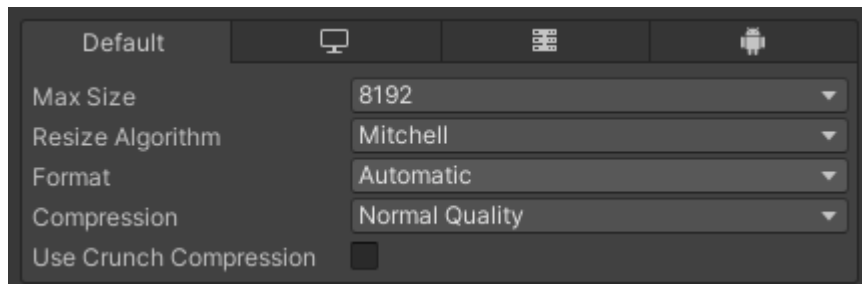 Default
Max Size 8192
Resize Algorithm Mitchell
Format Automatic
Compression Normal Quality
Use Crunch Compression